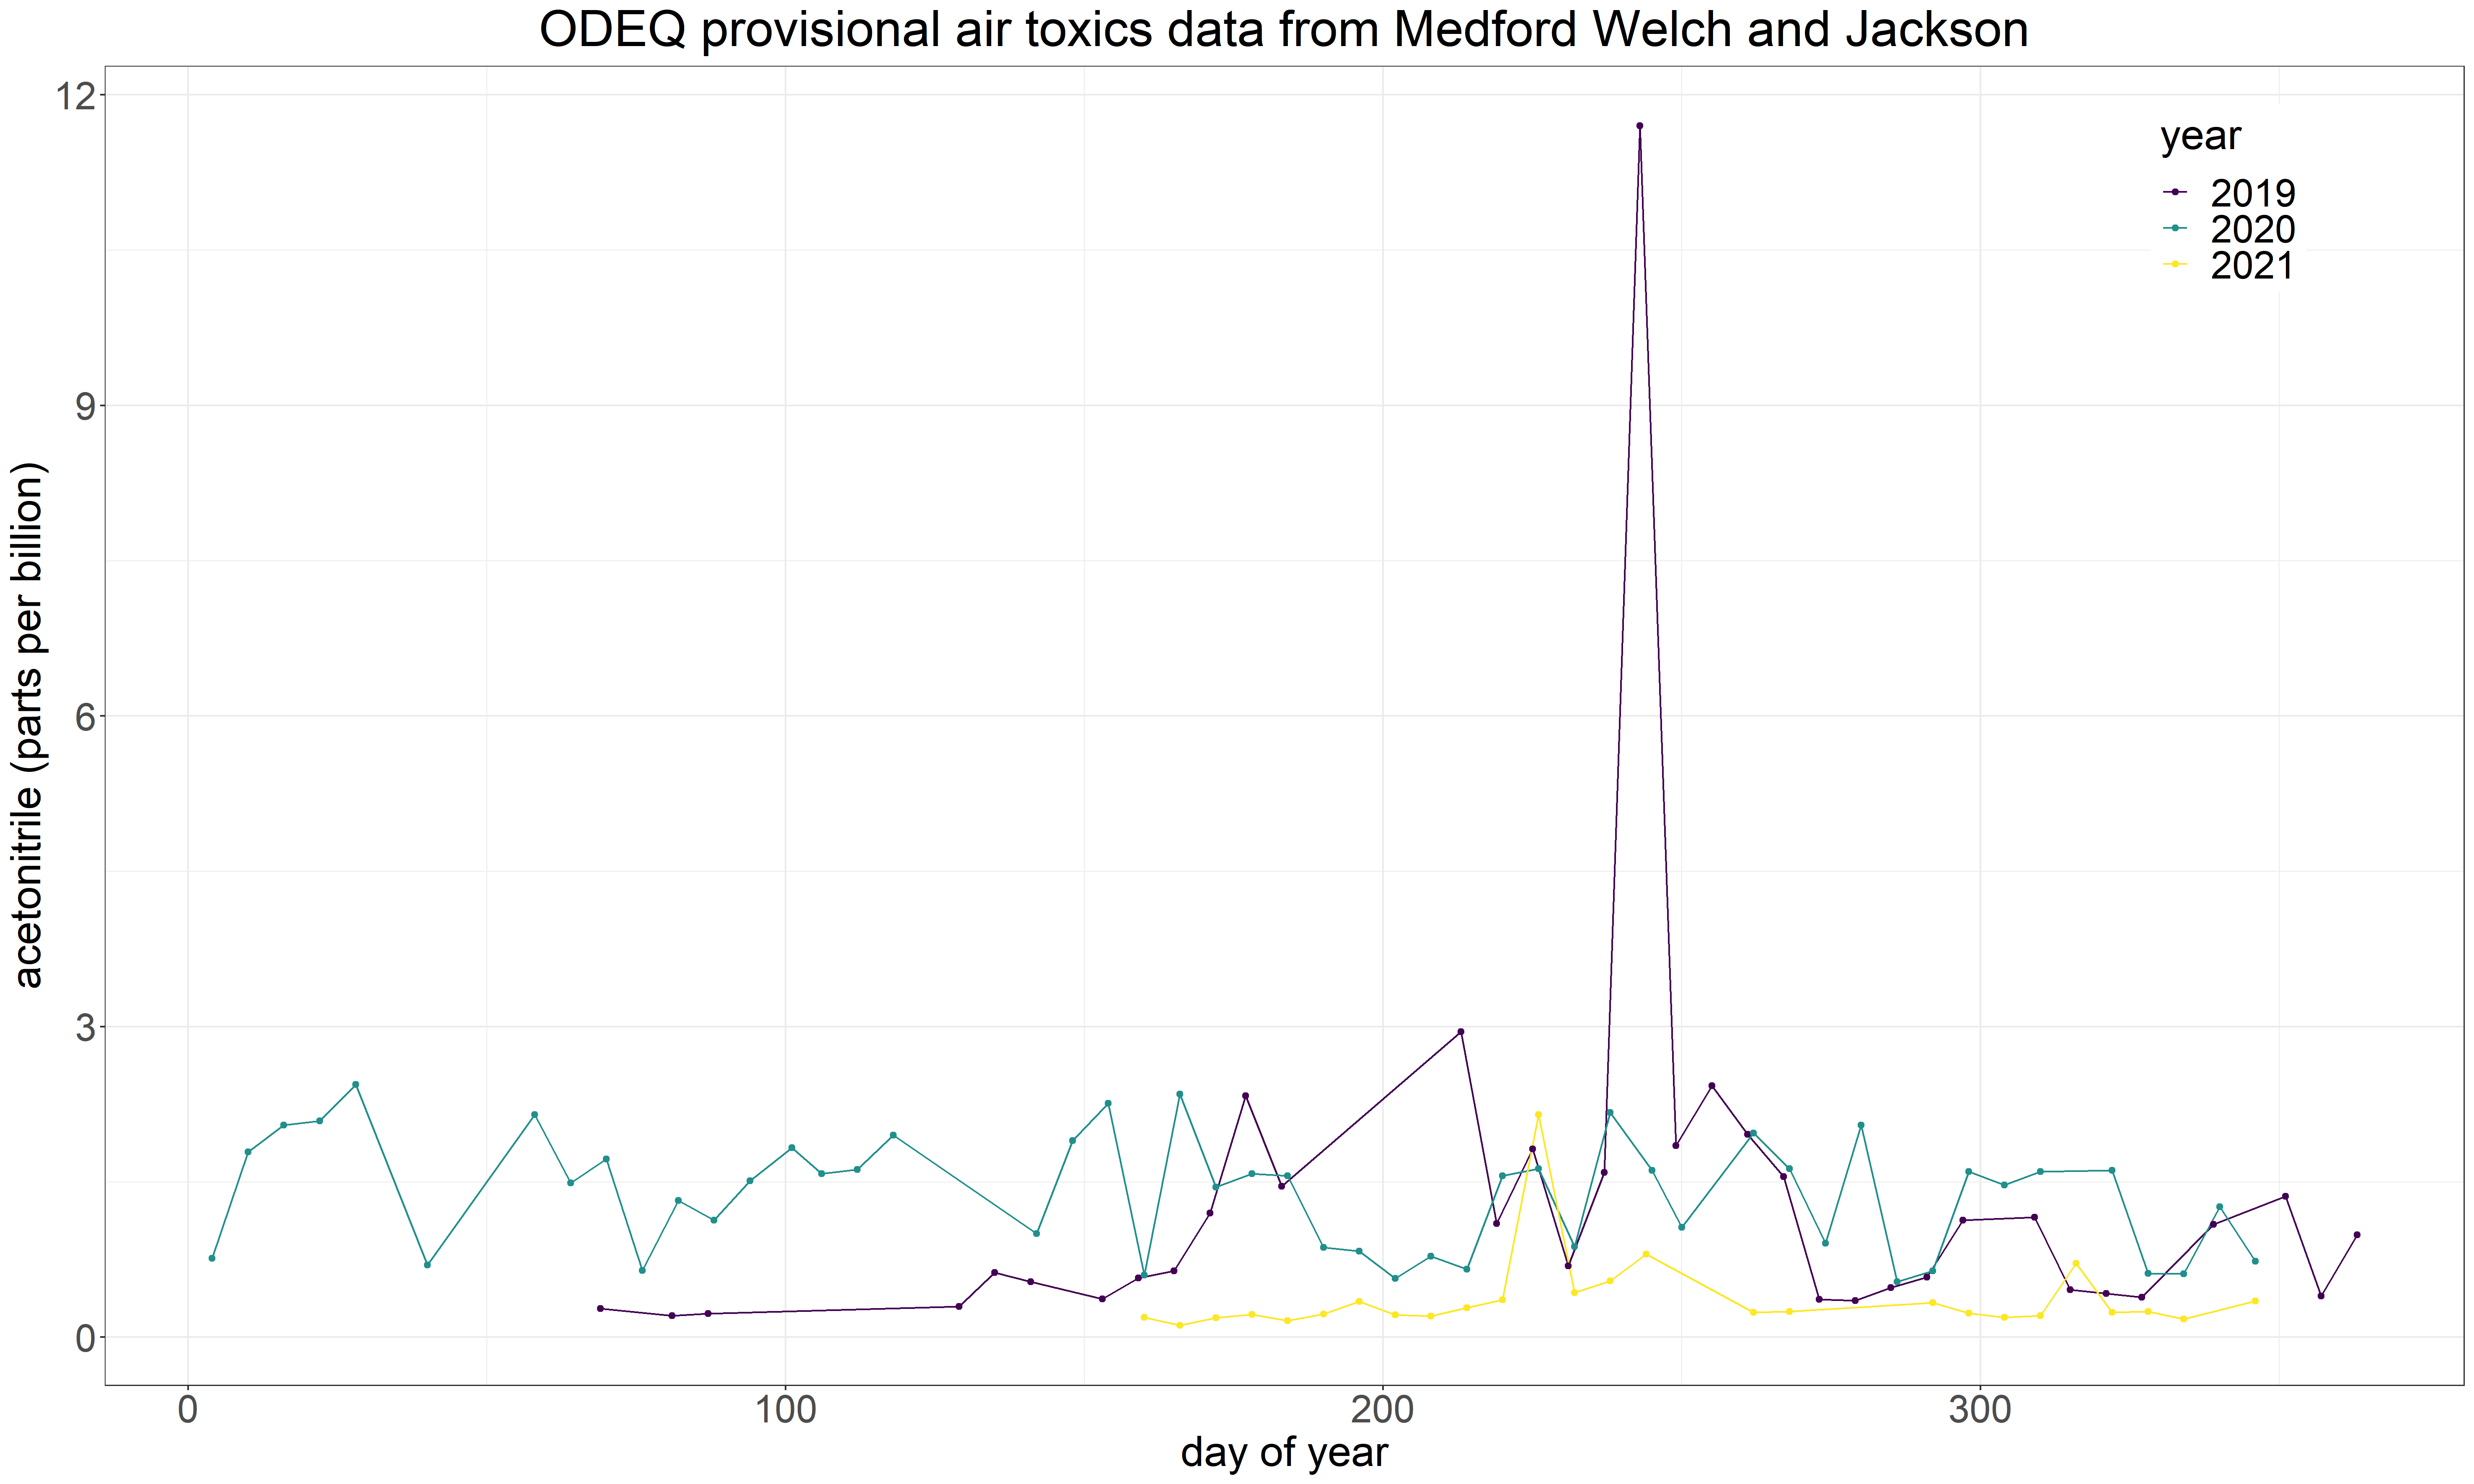 ODEQ provisional air toxics data from Medford Welch and Jackson
12
9
6
3
0
acetonitrile (parts per billion)
year
2019
2020
2021
0 100 200 300
day of year